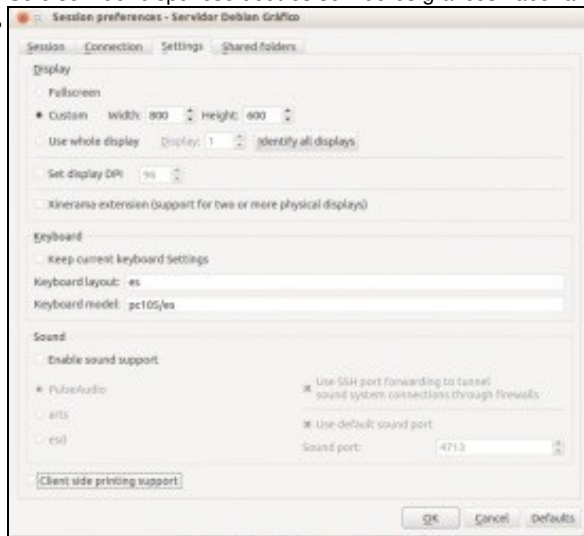 Session preferences - Servidor Debian Gráfico
Session Connection Settings Shared folders
Display
Fullscreen
Custom Width: 800 Height: 600
Use whole display Display: 1 Identify all displays
Set display DPI 96
Xinerama extension (support for two or more physical displays)
Keyboard
Keep current keyboard Settings
Keyboard layout: es
Keyboard model: pc105/es
Sound
Enable sound support
PulseAudio
arts
esd
Use SSH port forwarding to tunnel
sound system connections through firewalls
Use default sound port
Sound port: 4713
Client side printing support
OK Cancel Defaults